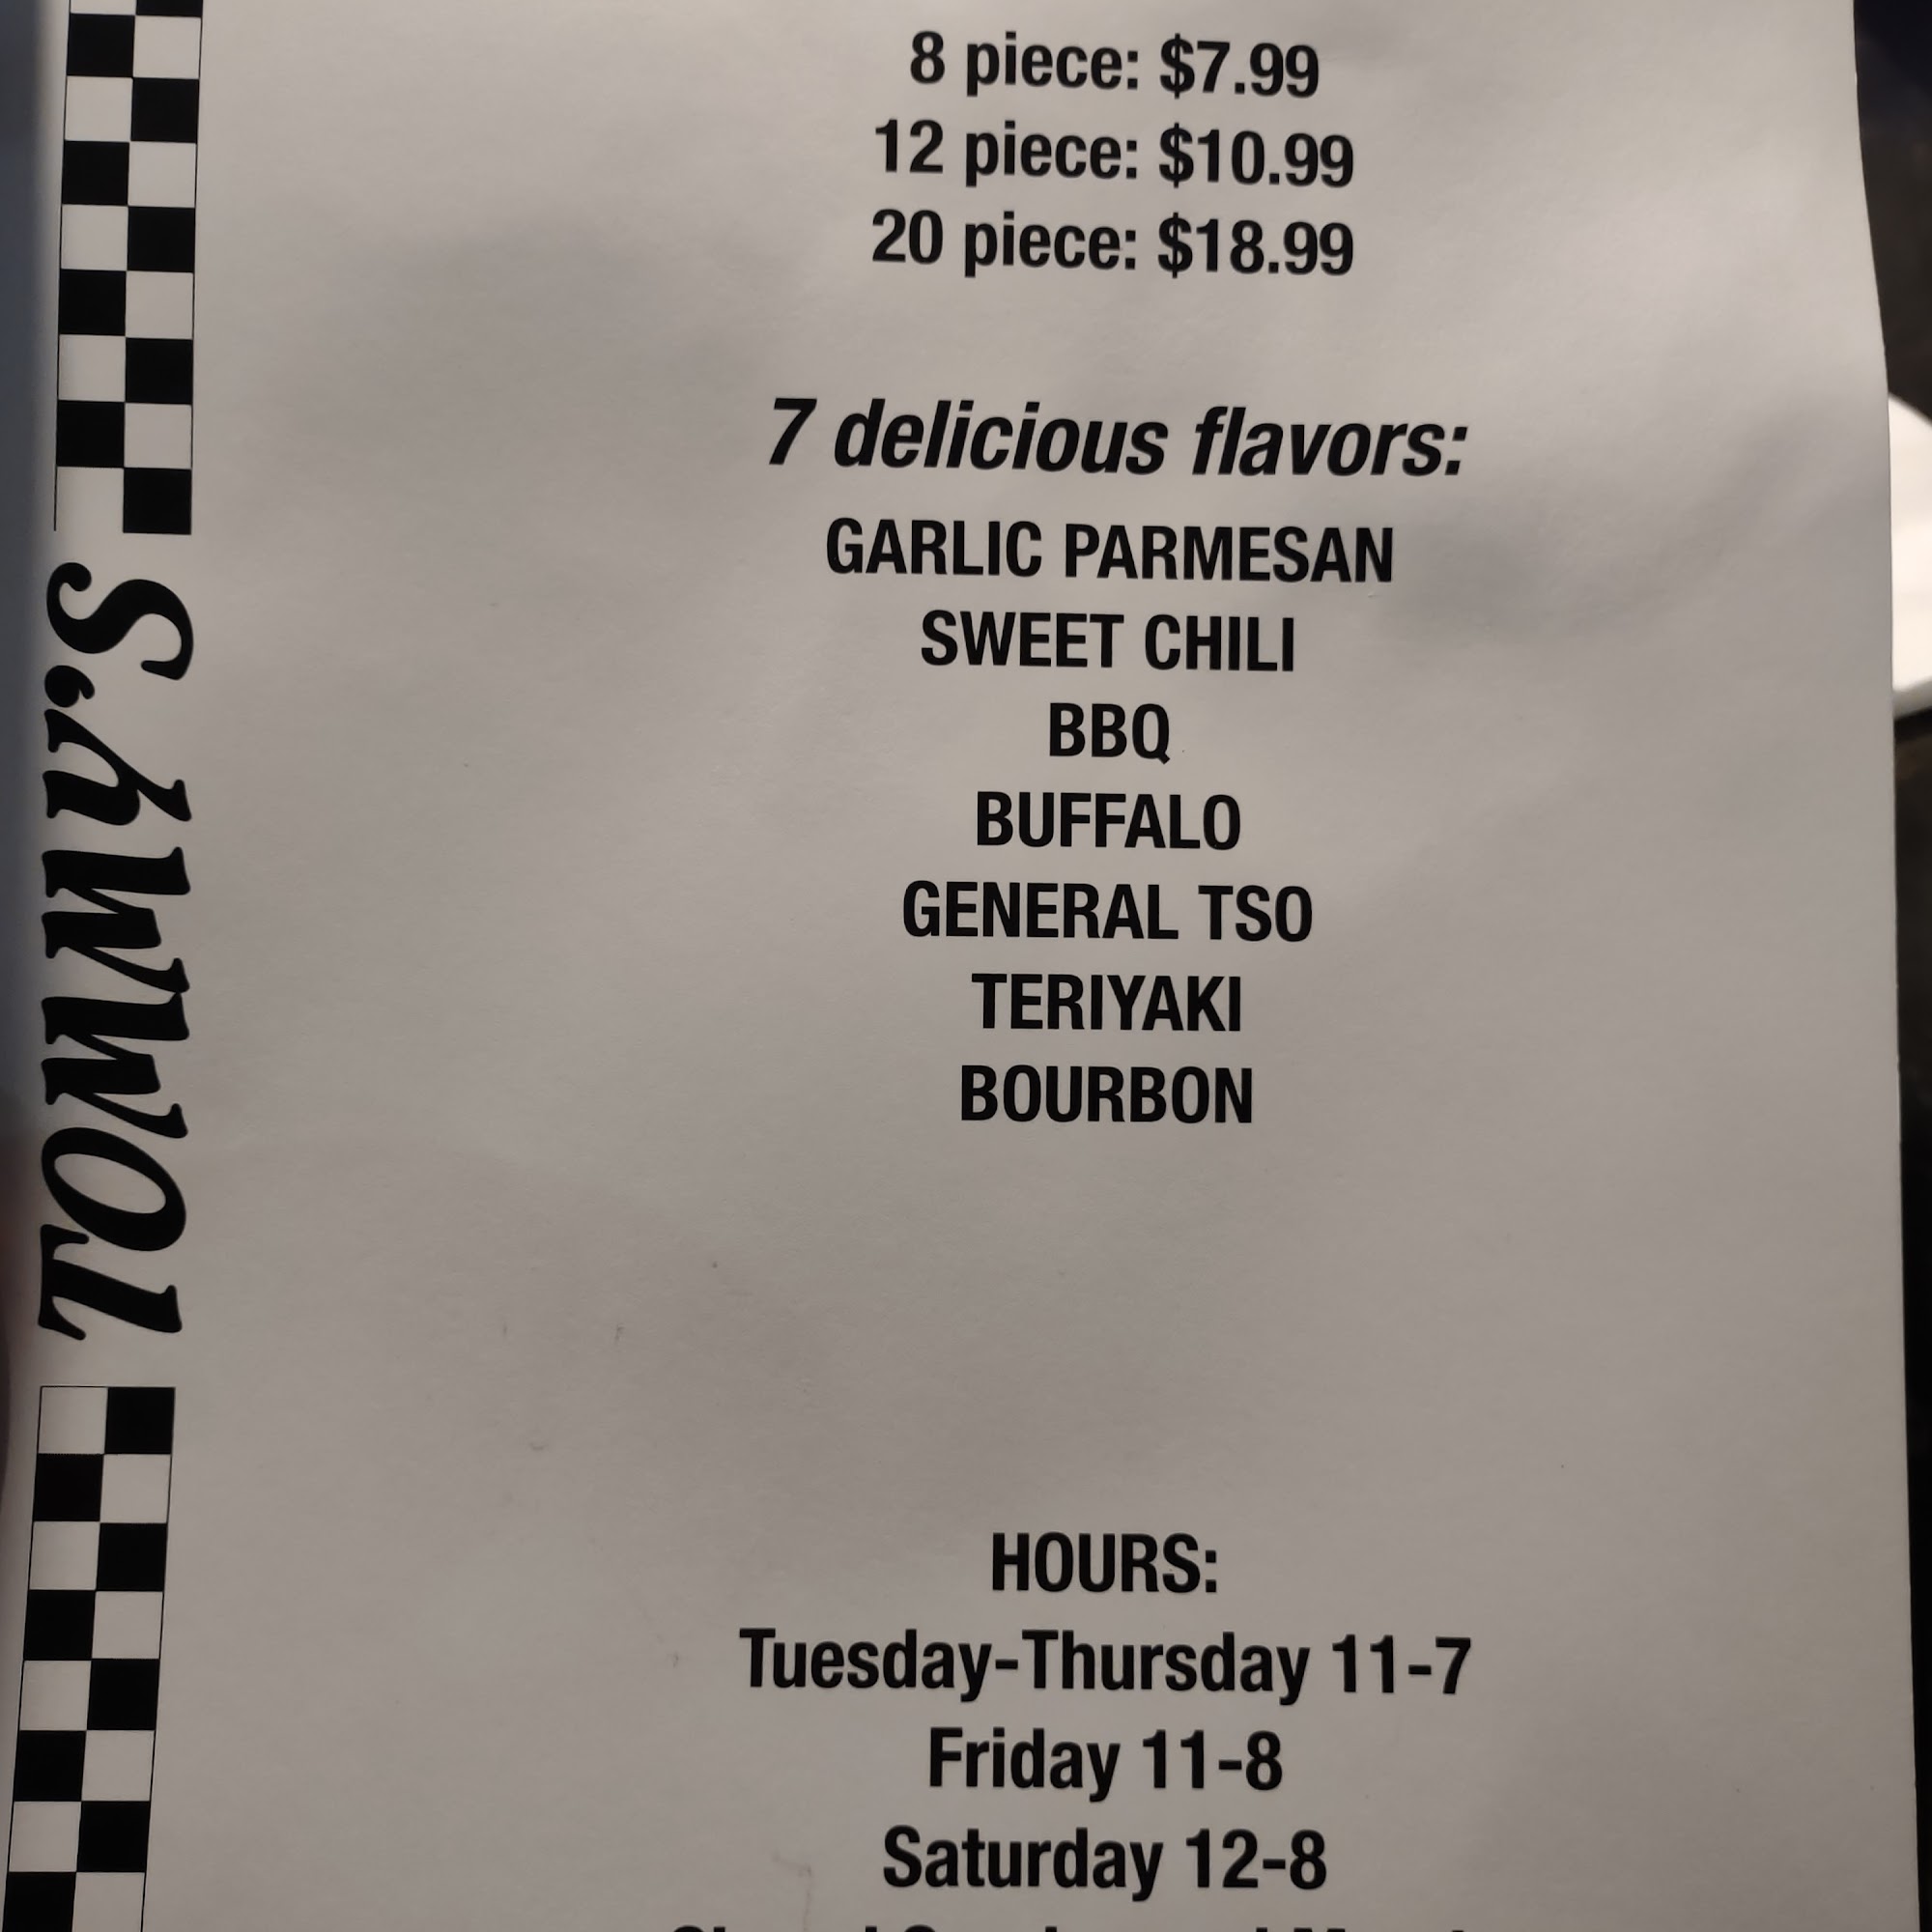 8 piece: $7.99
12 piece: $10.99
20 piece: $18.99
7 delicious flavors:
GARLIC PARMESAN
SWEET CHILI
BBQ
BUFFALO
GENERAL TSO
TERIYAKI
BOURBON
HOURS:
Tuesday-Thursday 11-7
Friday 11-8
Saturday 12-8